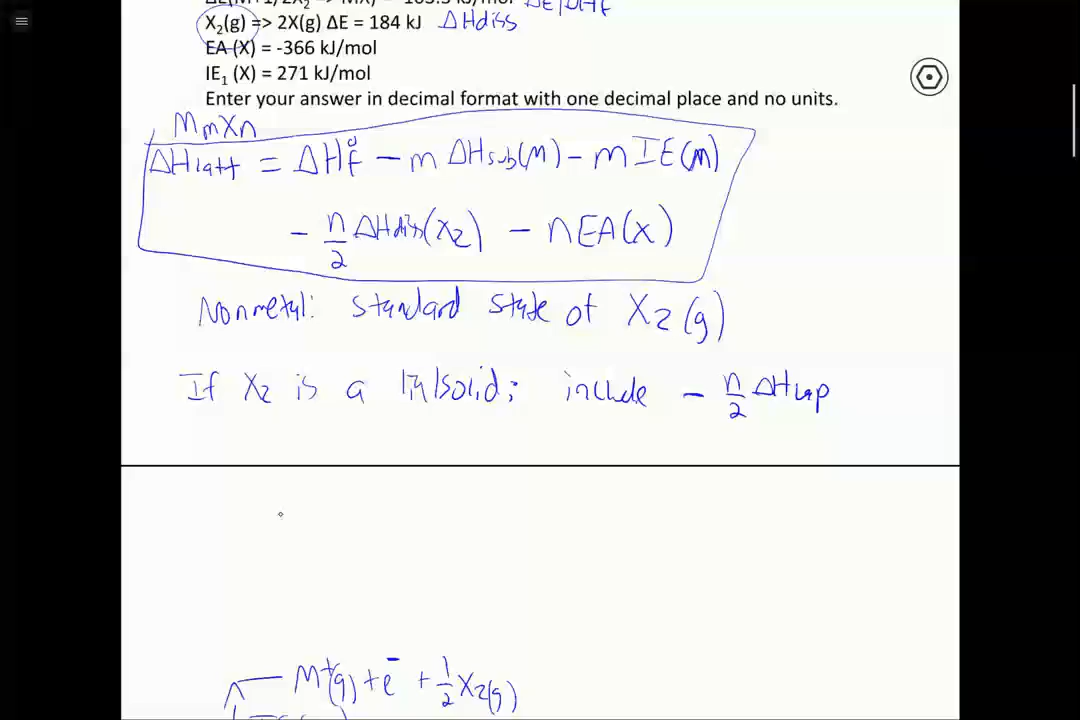 X₂(g) => 2X(g) ΔE = 184 kJ ΔHdiss
EA (X) = -366 kJ/mol
IE₁ (X) = 271 kJ/mol
Enter your answer in decimal format with one decimal place and no units.
MmXn
ΔHlatt = ΔH°f - m ΔHsub(M) - m IE(M)
- n/2 ΔHdiss(X₂) - nEA(X)
Nonmetal: standard state of X₂(g)
If X₂ is a liq/solid; include - n/2 ΔHvap
M⁺(g) + e⁻ + 1/2 X₂(g)